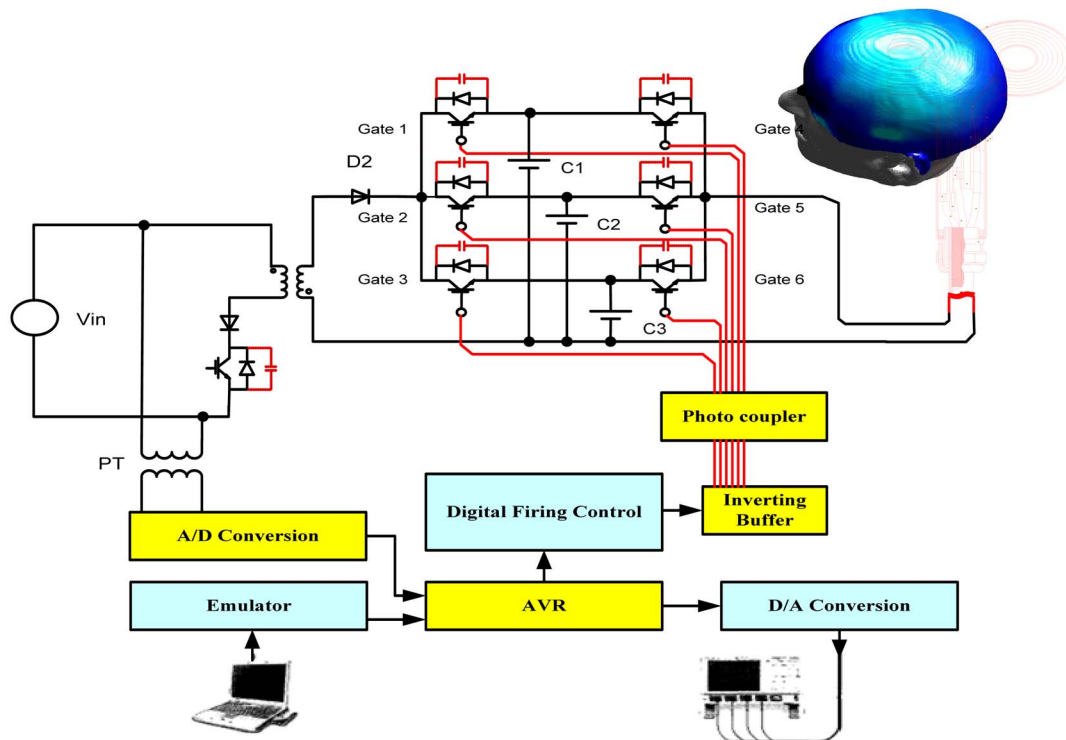 Gate 1
Gate 4
C1
D2
Gate 2
Gate 5
C2
Gate 3
Gate 6
C3
Vin
Photo coupler
PT
Digital Firing Control
Inverting
Buffer
A/D Conversion
Emulator
AVR
D/A Conversion